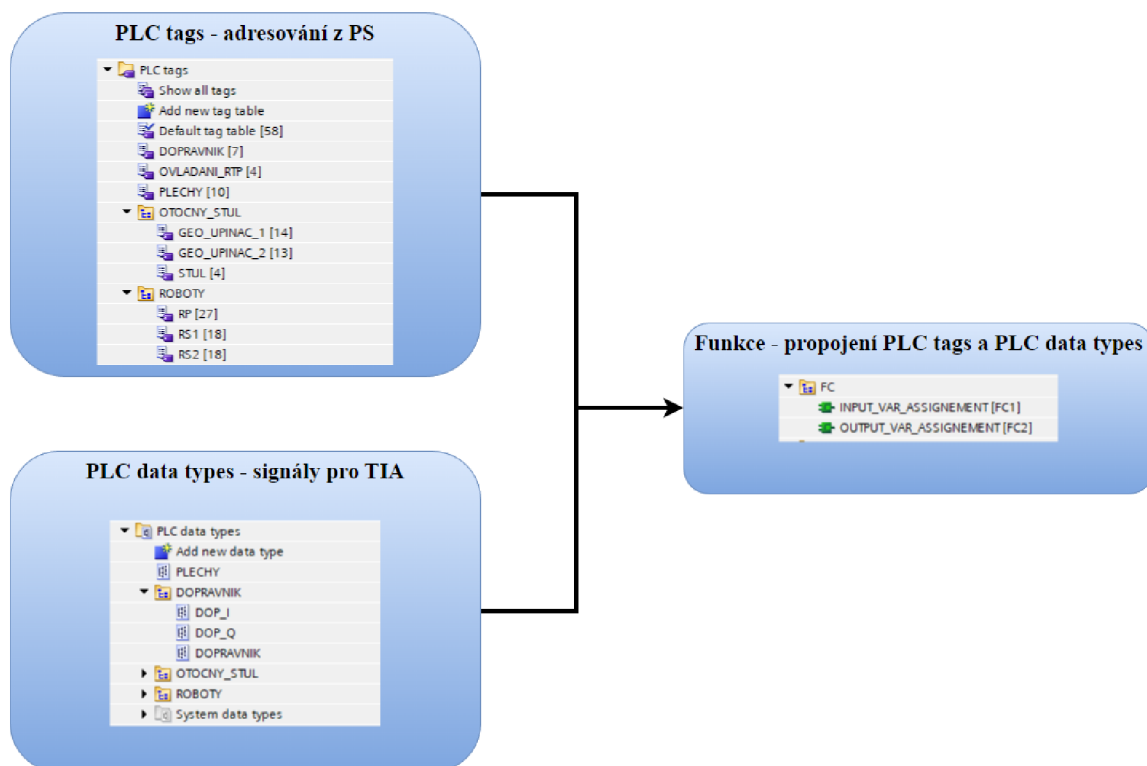 PLC tags - adresování z PS
PLC tags
Show all tags
Add new tag table
Default tag table [58]
DOPRAVNIK [7]
OVLADANI_RTP [4]
PLECHY [10]
OTOCNY_STUL
GEO_UPINAC_1 [14]
GEO_UPINAC_2 [13]
STUL [4]
ROBOTY
RP [27]
RS1 [18]
RS2 [18]
Funkce - propojení PLC tags a PLC data types
FC
INPUT_VAR_ASSIGNEMENT [FC1]
OUTPUT_VAR_ASSIGNEMENT [FC2]
PLC data types - signály pro TIA
PLC data types
Add new data type
PLECHY
DOPRAVNIK
DOP_I
DOP_Q
DOPRAVNIK
OTOCNY_STUL
ROBOTY
System data types